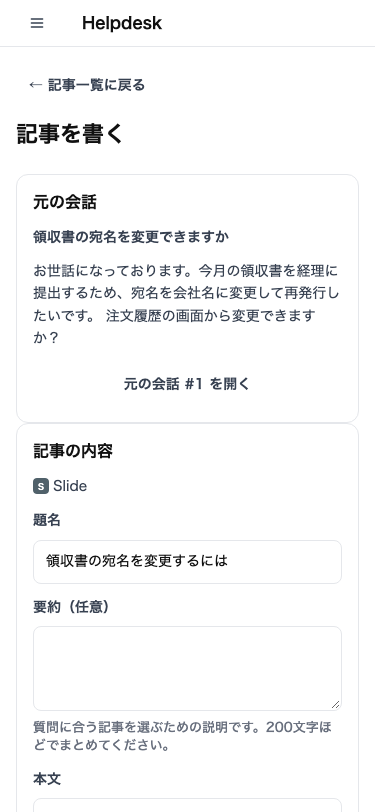 Helpdesk
← 記事一覧に戻る
記事を書く
元の会話
領収書の宛名を変更できますか
お世話になっております。今月の領収書を経理に
提出するため、宛名を会社名に変更して再発行し
たいです。 注文履歴の画面から変更できます
か？
元の会話 #1 を開く
記事の内容
s Slide
題名
領収書の宛名を変更するには
要約（任意）
質問に合う記事を選ぶための説明です。200文字ほ
どでまとめてください。
本文